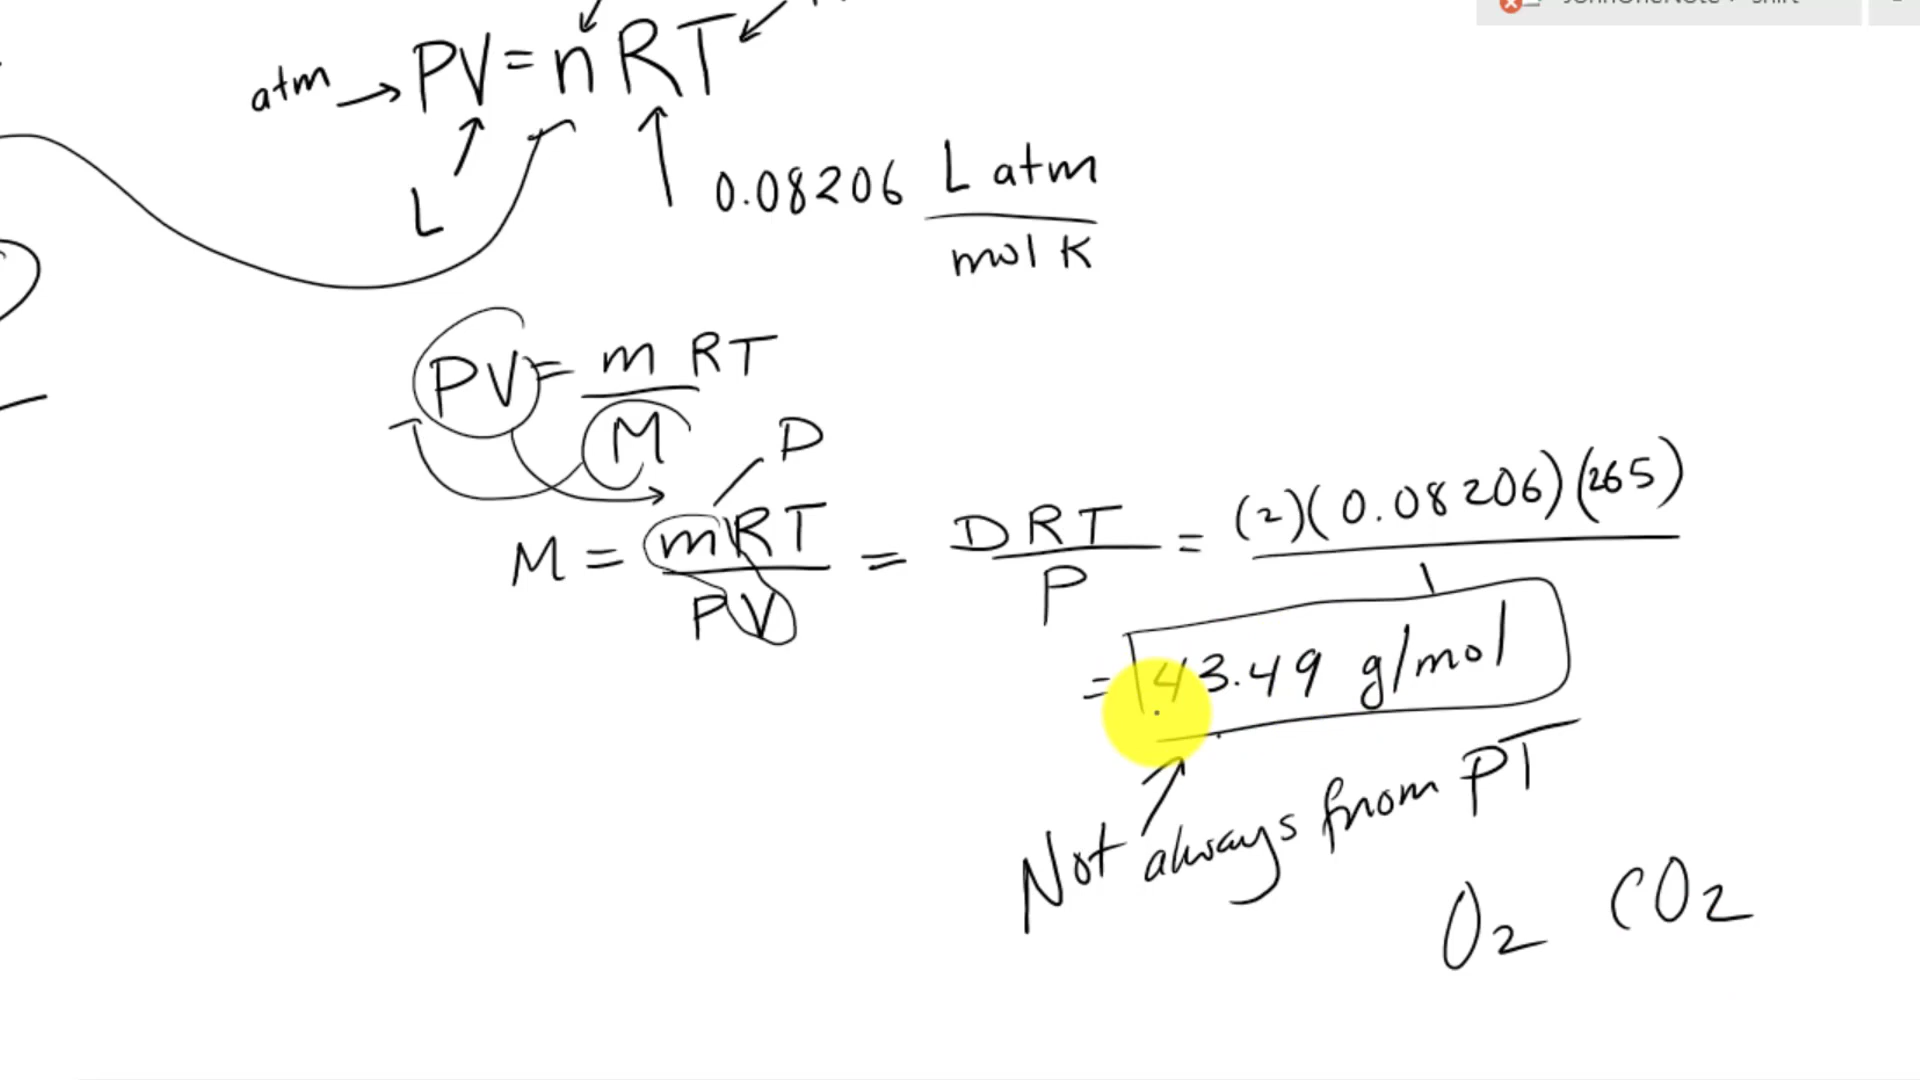 atm → PV = nRT
L
0.08206 L atm / mol K
PV = m RT / M
D
M = mRT / PV = DRT / P = (2)(0.08206)(265) / 1
= 43.49 g/mol
Not always from PT
O₂ CO₂